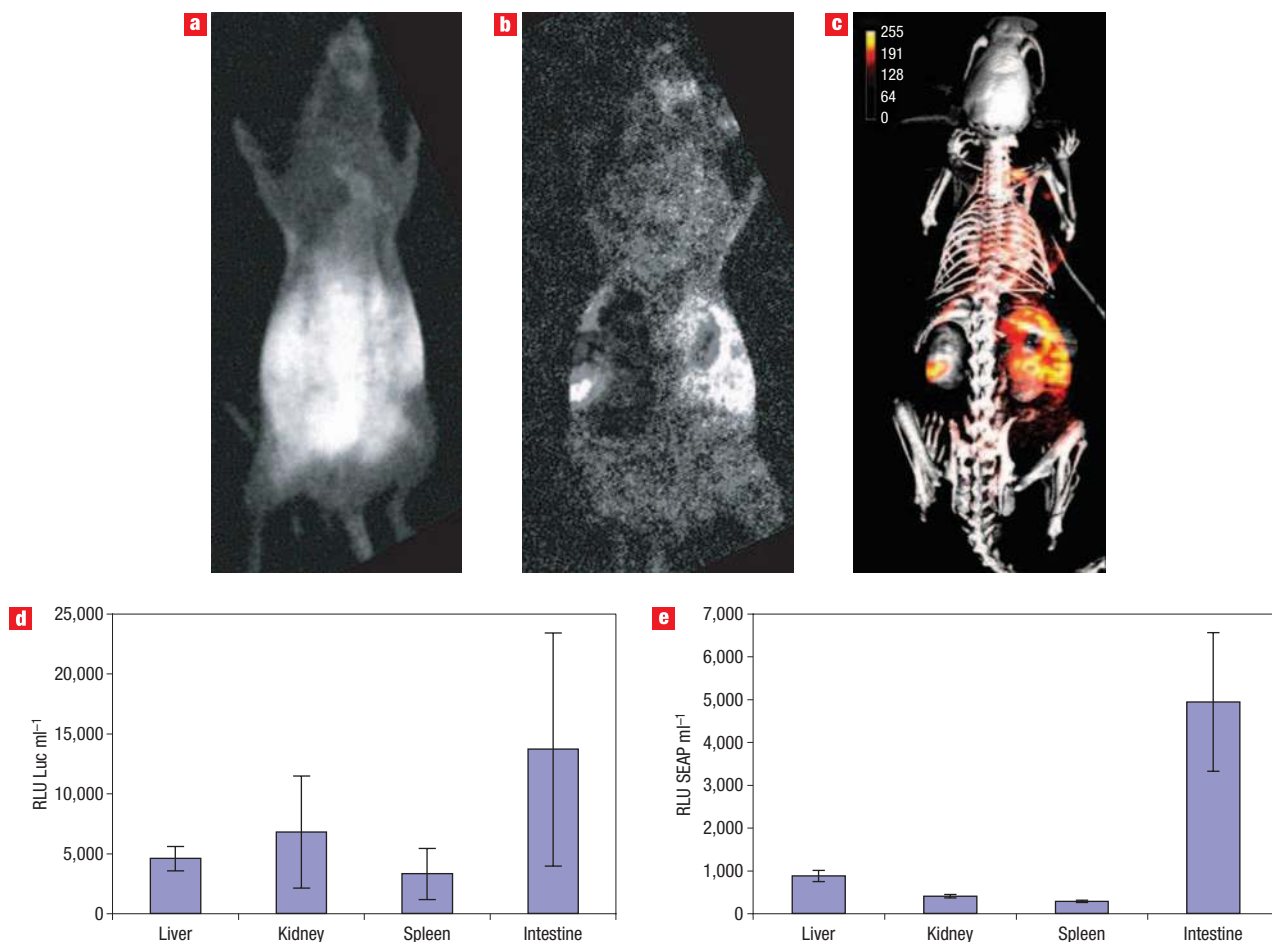 a
b
c
255
191
128
64
0
d
25,000
20,000
15,000
10,000
5,000
0
RLU Luc ml⁻¹
Liver Kidney Spleen Intestine
e
7,000
6,000
5,000
4,000
3,000
2,000
1,000
0
RLU SEAP ml⁻¹
Liver Kidney Spleen Intestine